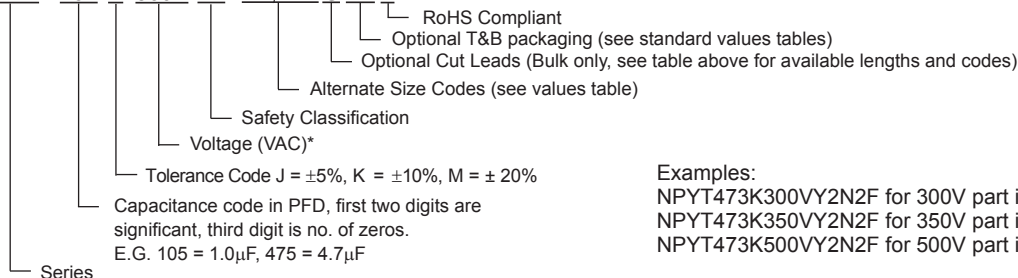 RoHS Compliant
Optional T&B packaging (see standard values tables)
Optional Cut Leads (Bulk only, see table above for available lengths and codes)
Alternate Size Codes (see values table)
Safety Classification
Voltage (VAC)*
Tolerance Code J = ±5%, K = ±10%, M = ± 20%
Capacitance code in PFD, first two digits are
significant, third digit is no. of zeros.
E.G. 105 = 1.0μF, 475 = 4.7μF
Series
Examples:
NPYT473K300VY2N2F for 300V part i
NPYT473K350VY2N2F for 350V part i
NPYT473K500VY2N2F for 500V part i